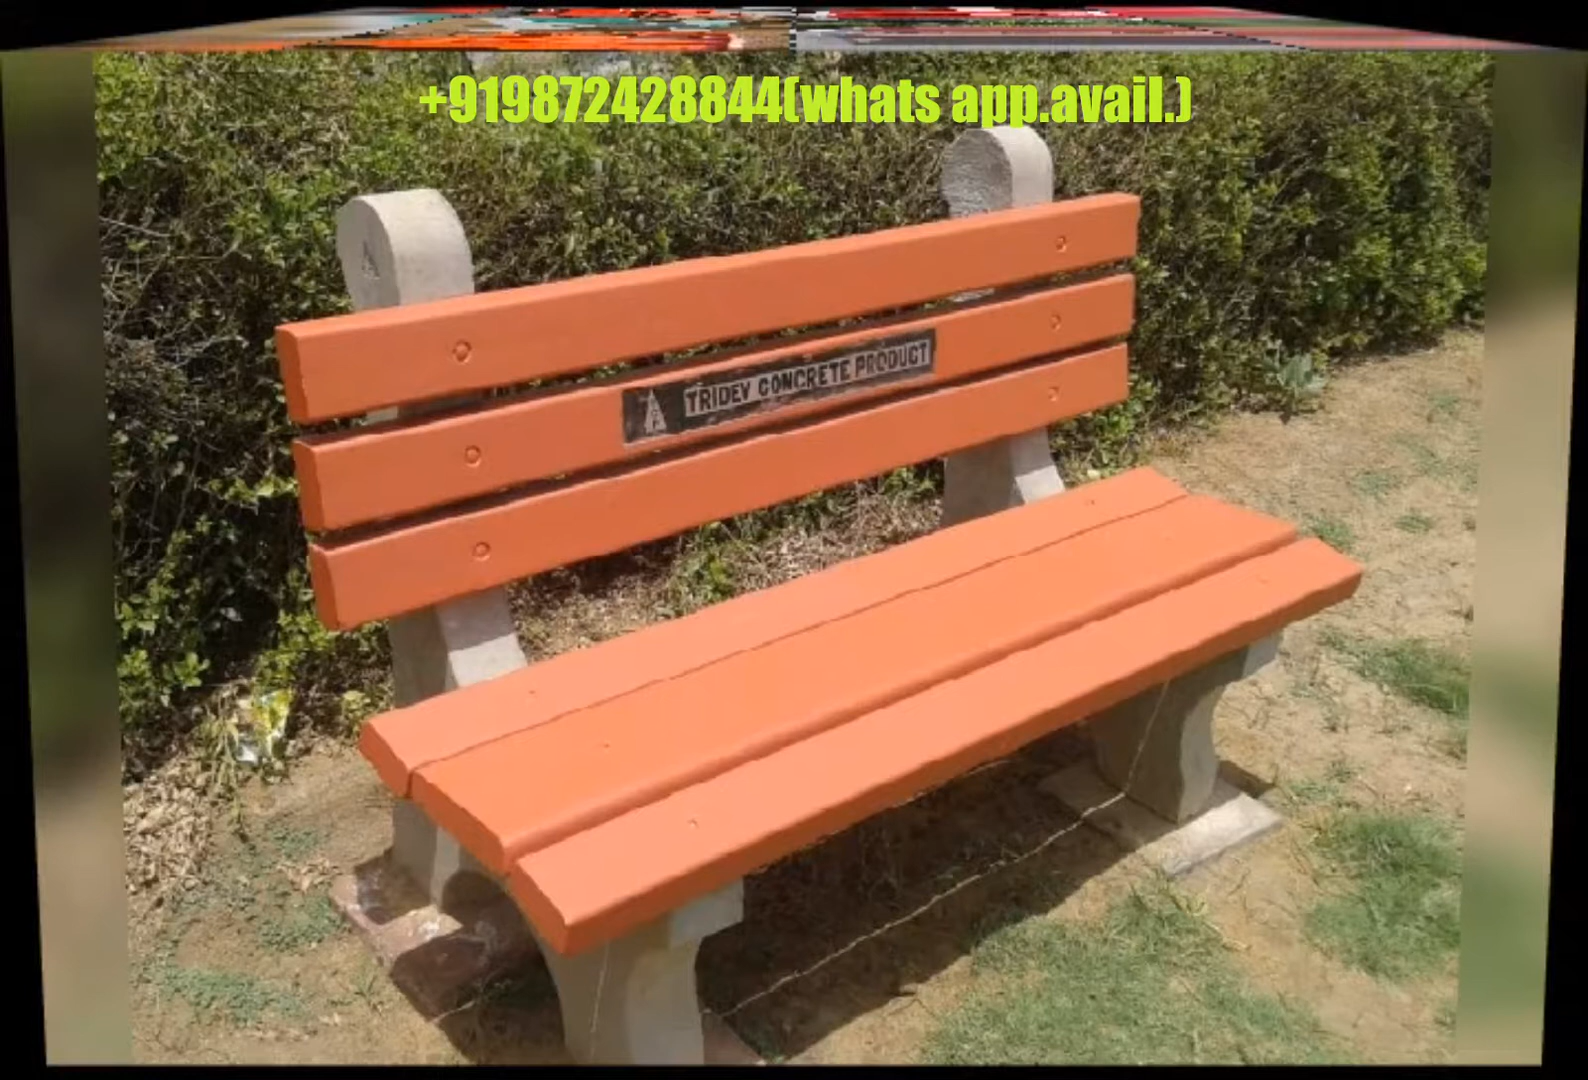 +919872428844(whats app.avail.)
TRIDEV CONCRETE PRODUCT